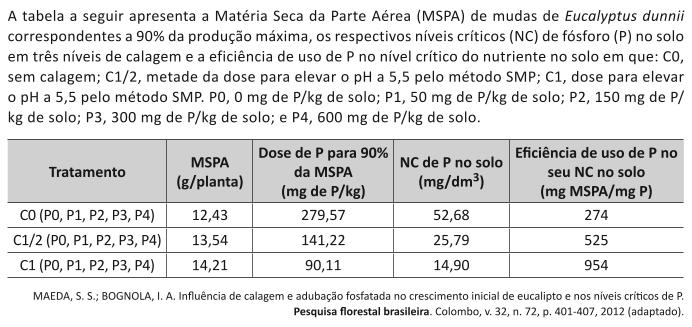 A tabela a seguir apresenta a Matéria Seca da Parte Aérea (MSPA) de mudas de Eucalyptus dunnii
correspondentes a 90% da produção máxima, os respectivos níveis críticos (NC) de fósforo (P) no solo
em três níveis de calagem e a eficiência de uso de P no nível crítico do nutriente no solo em que: C0,
sem calagem; C1/2, metade da dose para elevar o pH a 5,5 pelo método SMP; C1, dose para elevar
o pH a 5,5 pelo método SMP. P0, 0 mg de P/kg de solo; P1, 50 mg de P/kg de solo; P2, 150 mg de P/
kg de solo; P3, 300 mg de P/kg de solo; e P4, 600 mg de P/kg de solo.
Tratamento
MSPA
(g/planta)
Dose de P para 90%
da MSPA
(mg de P/kg)
NC de P no solo
(mg/dm³)
Eficiência de uso de P no
seu NC no solo
(mg MSPA/mg P)
C0 (P0, P1, P2, P3, P4) 12,43 279,57 52,68 274
C1/2 (P0, P1, P2, P3, P4) 13,54 141,22 25,79 525
C1 (P0, P1, P2, P3, P4) 14,21 90,11 14,90 954
MAEDA, S. S.; BOGNOLA, I. A. Influência de calagem e adubação fosfatada no crescimento inicial de eucalipto e nos níveis críticos de P.
Pesquisa florestal brasileira. Colombo, v. 32, n. 72, p. 401-407, 2012 (adaptado).